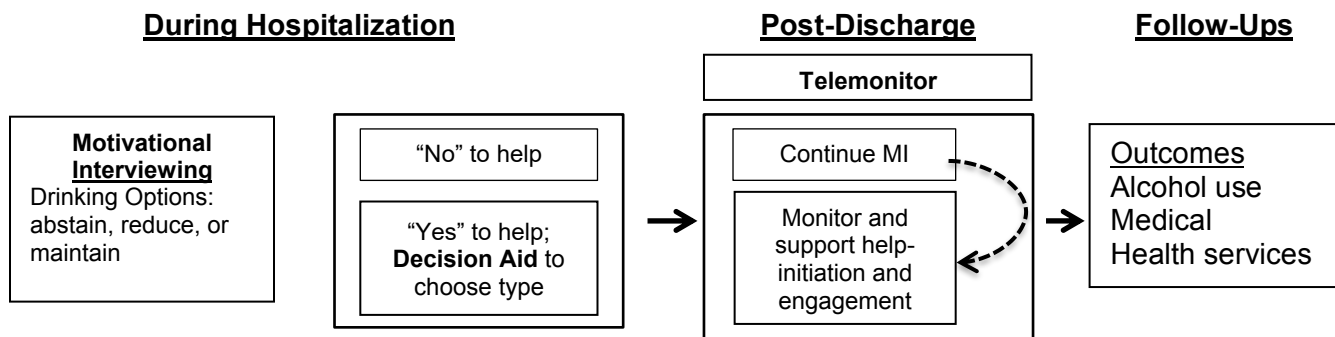 During Hospitalization
Post-Discharge
Follow-Ups
Telemonitor
Motivational
Interviewing
Drinking Options:
abstain, reduce, or
maintain
“No” to help
“Yes” to help;
Decision Aid to
choose type
Continue MI
Monitor and
support help-
initiation and
engagement
Outcomes
Alcohol use
Medical
Health services